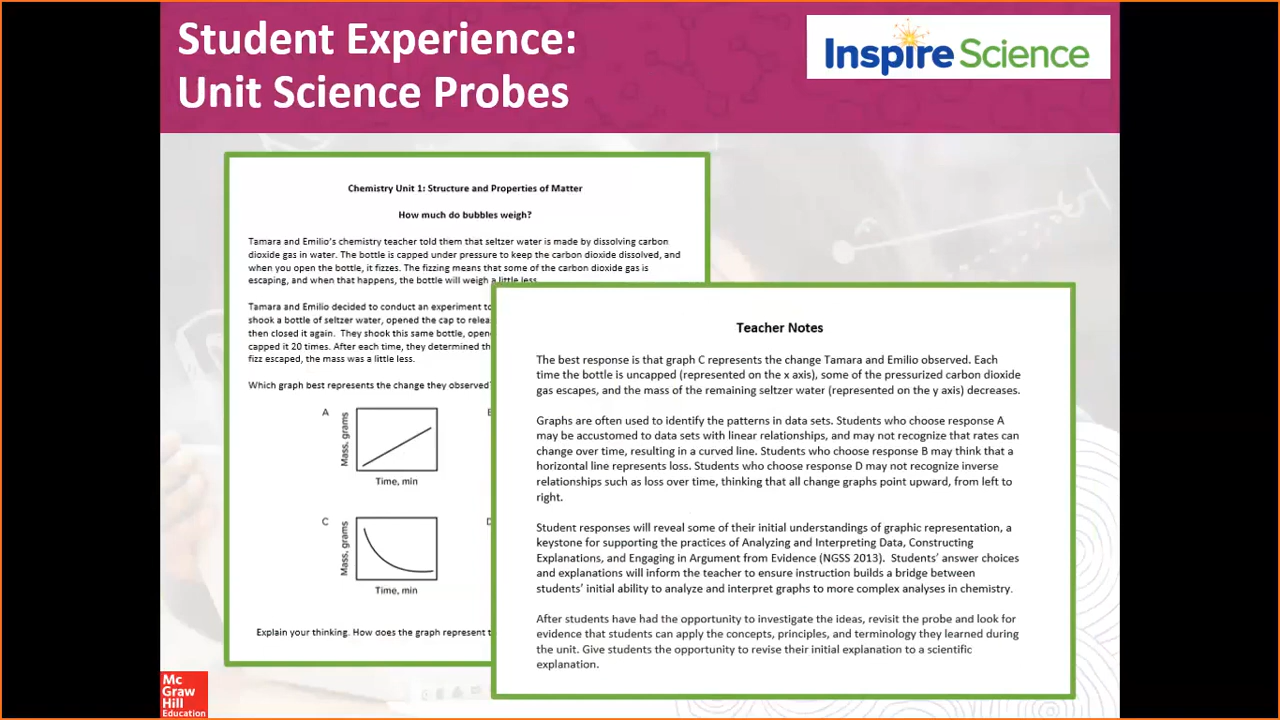 Student Experience:
Unit Science Probes
Inspire Science
Chemistry Unit 1: Structure and Properties of Matter
How much do bubbles weigh?
Tamara and Emilio's chemistry teacher told them that seltzer water is made by dissolving carbon
dioxide gas in water. The bottle is capped under pressure to keep the carbon dioxide dissolved, and
when you open the bottle, it fizzes. The fizzing means that some of the carbon dioxide gas is
escaping, and when that happens, the bottle will weigh a little less.
Tamara and Emilio decided to conduct an experiment to
shook a bottle of seltzer water, opened the cap to
then closed it again. They shook this same bottle,
capped it 20 times. After each time, they determined
fizz escaped, the mass was a little less.
Which graph best represents the change they observed?
A
Mass, grams
Time, min
C
Mass, grams
Time, min
Explain your thinking. How does the graph represent
Teacher Notes
The best response is that graph C represents the change Tamara and Emilio observed. Each
time the bottle is uncapped (represented on the x axis), some of the pressurized carbon dioxide
gas escapes, and the mass of the remaining seltzer water (represented on the y axis) decreases.
Graphs are often used to identify the patterns in data sets. Students who choose response A
may be accustomed to data sets with linear relationships, and may not recognize that rates can
change over time, resulting in a curved line. Students who choose response B may think that a
horizontal line represents loss. Students who choose response D may not recognize inverse
relationships such as loss over time, thinking that all change graphs point upward, from left to
right.
Student responses will reveal some of their initial understandings of graphic representation, a
keystone for supporting the practices of Analyzing and Interpreting Data, Constructing
Explanations, and Engaging in Argument from Evidence (NGSS 2013). Students' answer choices
and explanations will inform the teacher to ensure instruction builds a bridge between
students' initial ability to analyze and interpret graphs to more complex analyses in chemistry.
After students have had the opportunity to investigate the ideas, revisit the probe and look for
evidence that students can apply the concepts, principles, and terminology they learned during
the unit. Give students the opportunity to revise their initial explanation to a scientific
explanation.
Mc
Graw
Hill
Education